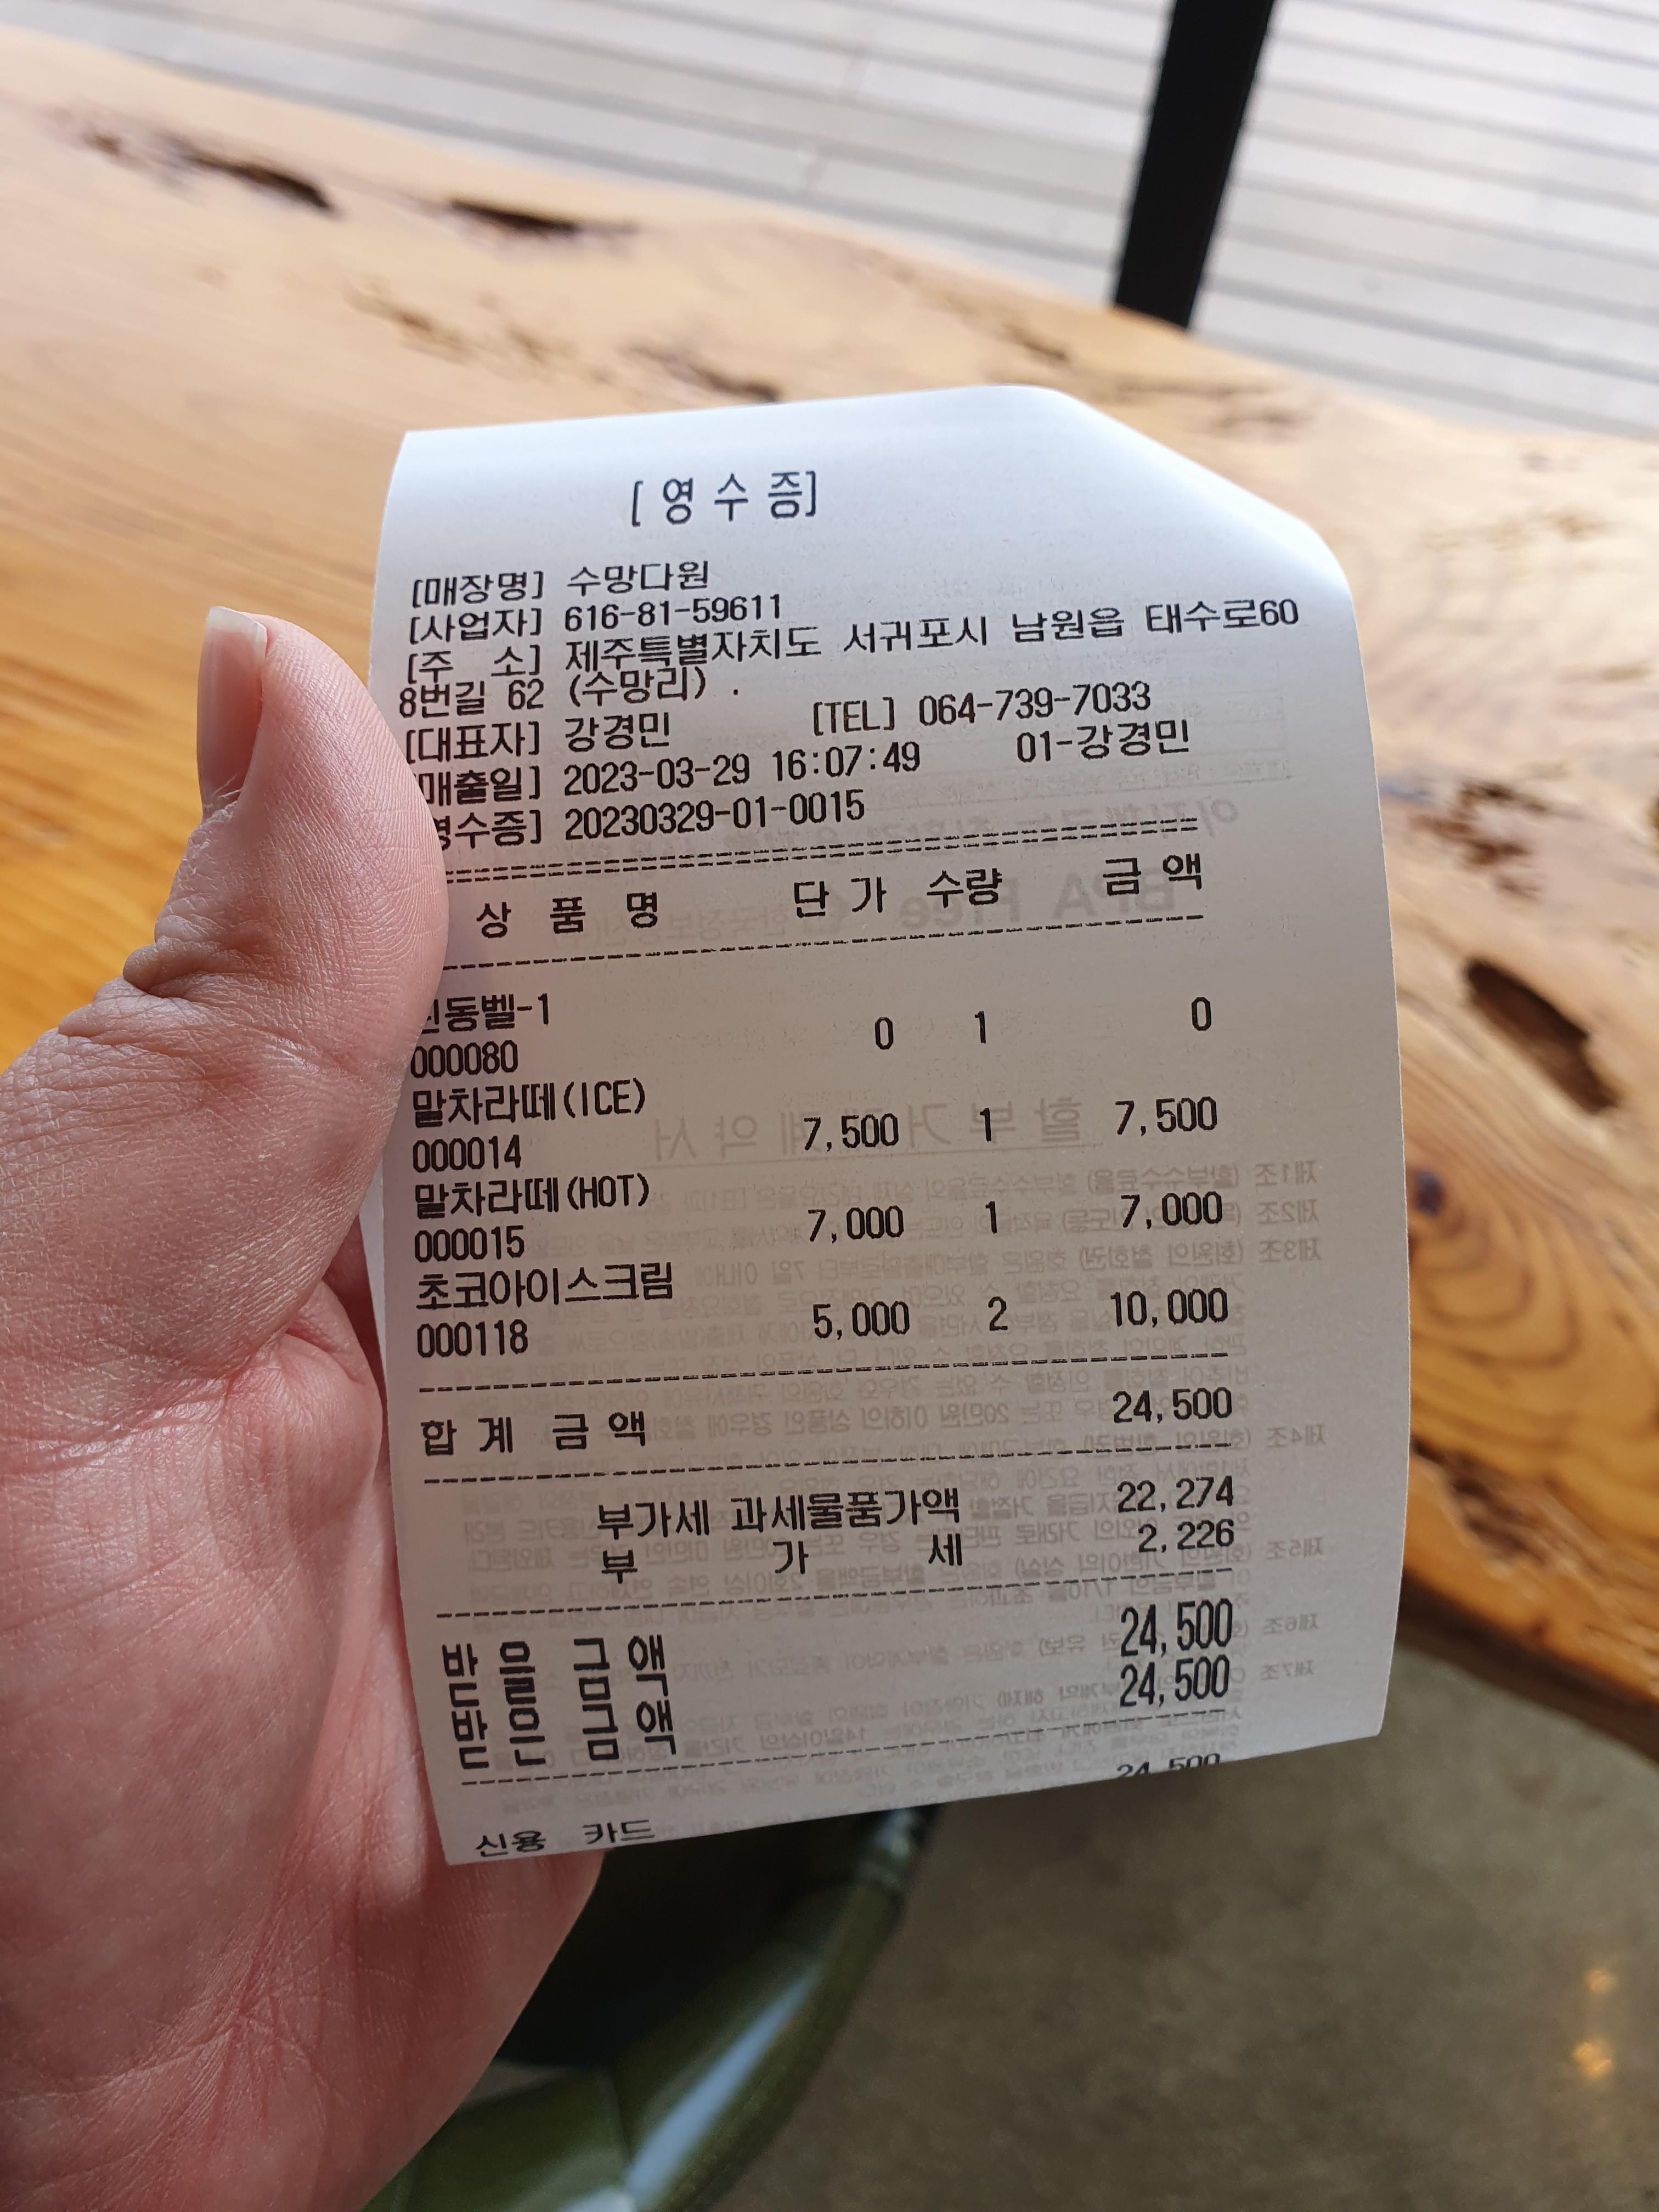 [ 영 수 증]
[매장명] 수망다원
[사업자] 616-81-59611
[주 소] 제주특별자치도 서귀포시 남원읍 태수로60
8번길 62 (수망리) .
[대표자] 강경민 [TEL] 064-739-7033
매출일] 2023-03-29 16:07:49 01-강경민
영수증] 20230329-01-0015
상 품 명 단 가 수량 금 액
진동벨-1
000080 0 1 0
말차라떼(ICE)
000014 7,500 1 7,500
말차라떼(HOT)
000015 7,000 1 7,000
초코아이스크림
000118 5,000 2 10,000
합 계 금 액 24,500
부가세 과세물품가액 22,274
부 가 세 2,226
받 을 금 액 24,500
받 은 금 액 24,500
신용 카드 24,500